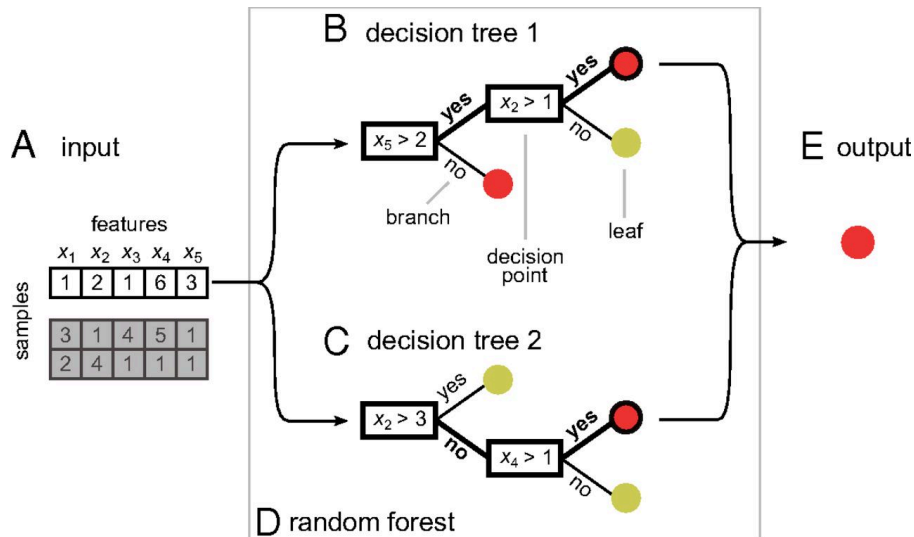 A input
features
x₁ x₂ x₃ x₄ x₅
samples
1 2 1 6 3
3 1 4 5 1
2 4 1 1 1
B decision tree 1
x₅ > 2
yes
no
x₂ > 1
yes
no
branch
decision
point
leaf
C decision tree 2
x₂ > 3
yes
no
x₄ > 1
yes
no
D random forest
E output